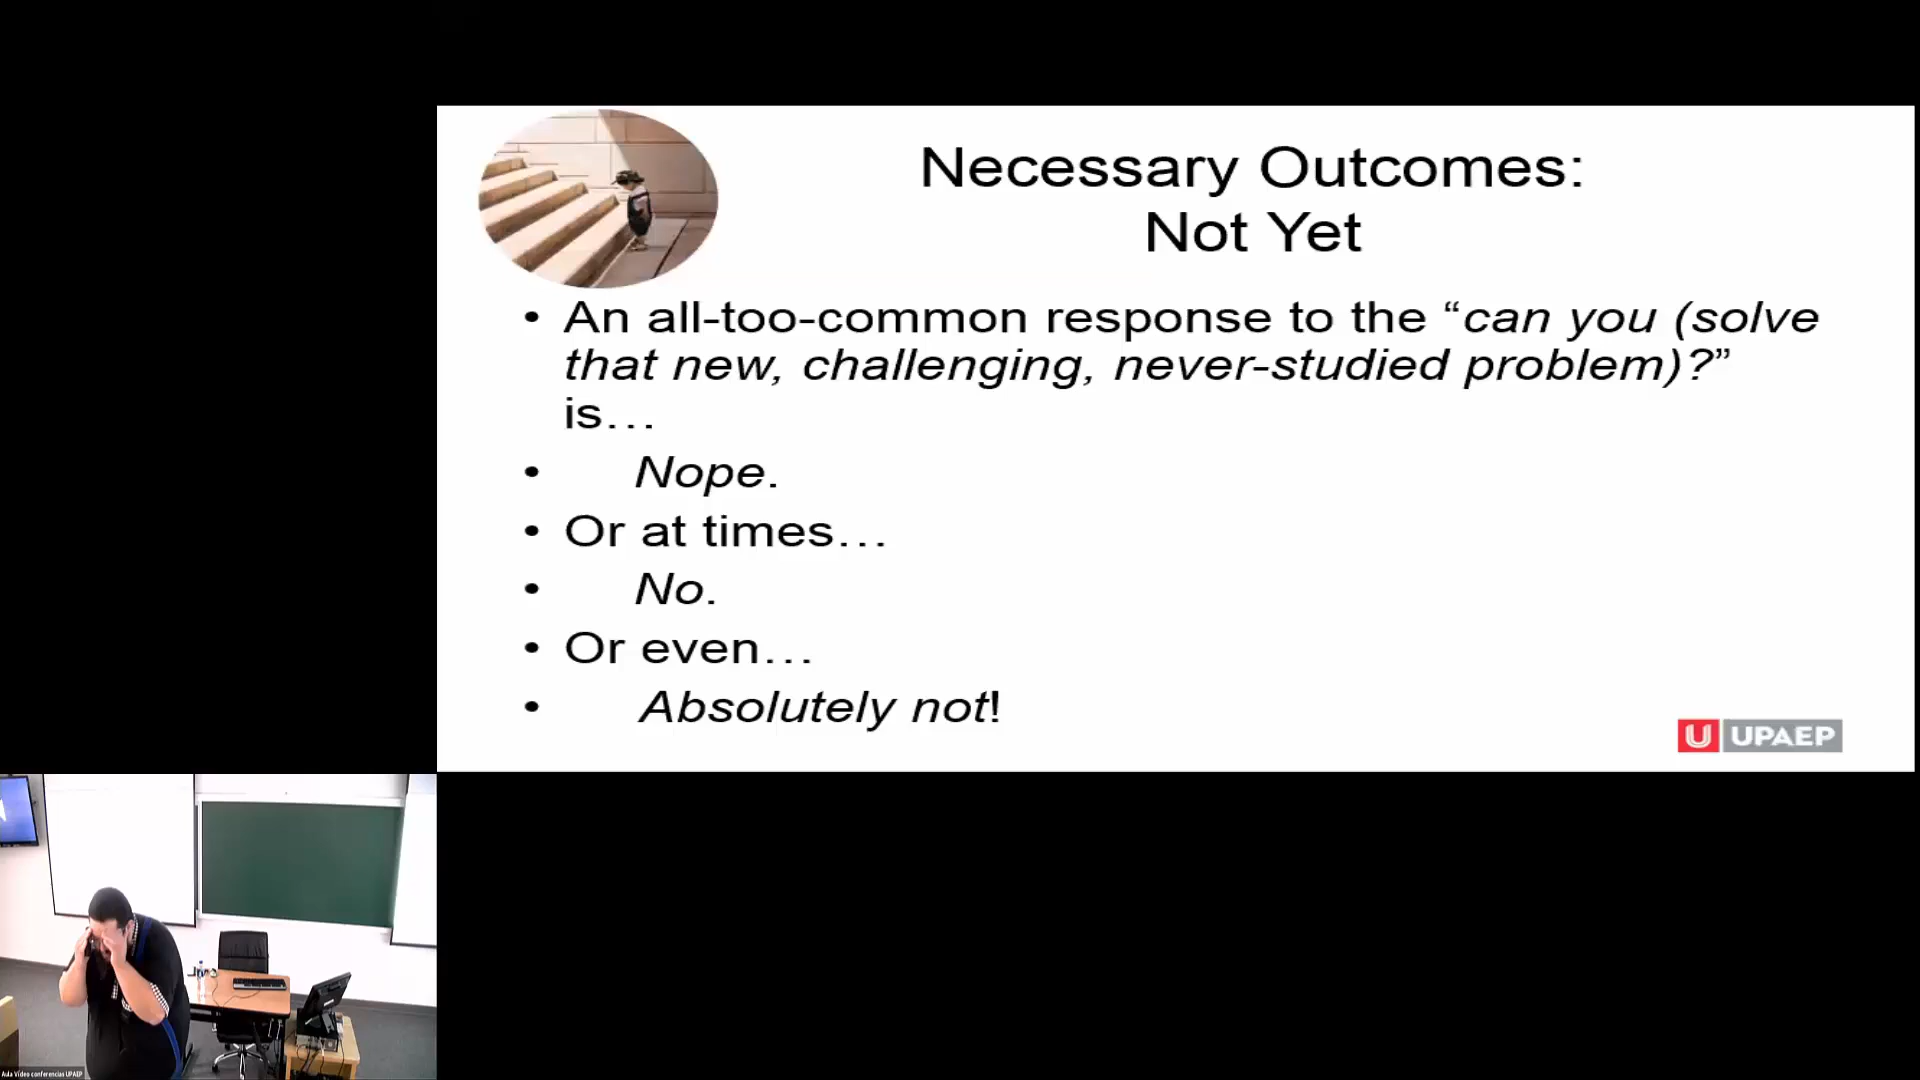 Necessary Outcomes:
Not Yet
• An all-too-common response to the “can you (solve
that new, challenging, never-studied problem)?”
is…
• Nope.
• Or at times…
• No.
• Or even…
• Absolutely not!
U UPAEP
Aula Video conferencias UPAEP